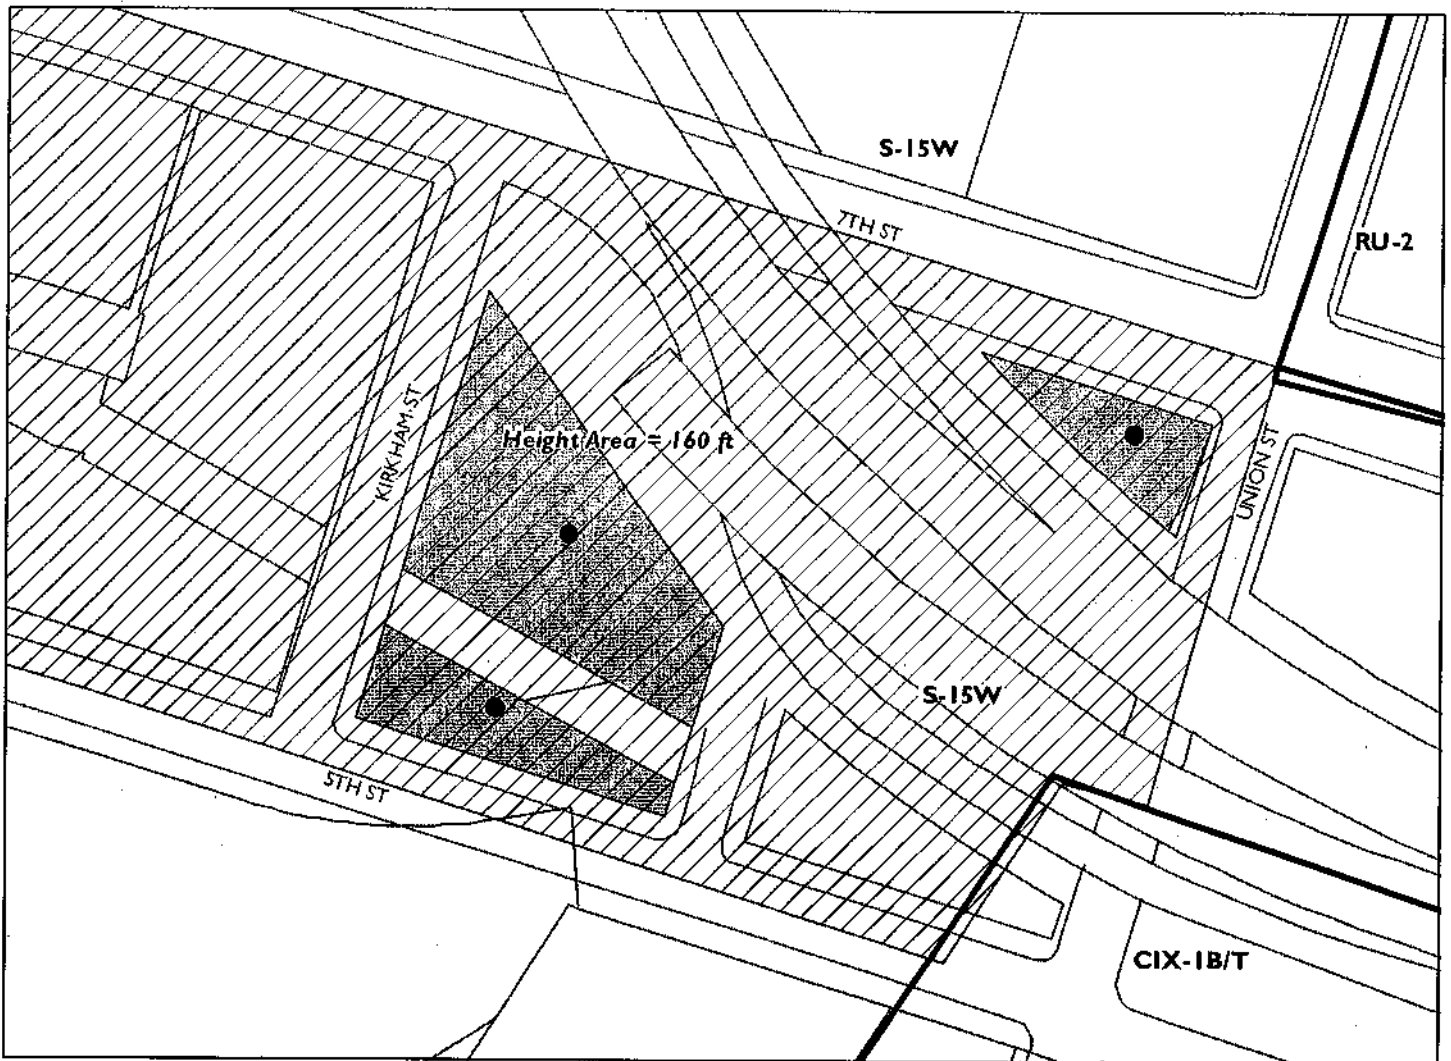 S-15W
7TH ST
RU-2
KIRKHAM ST
Height Area = 160 ft
UNION ST
S-15W
5TH ST
CIX-1B/T